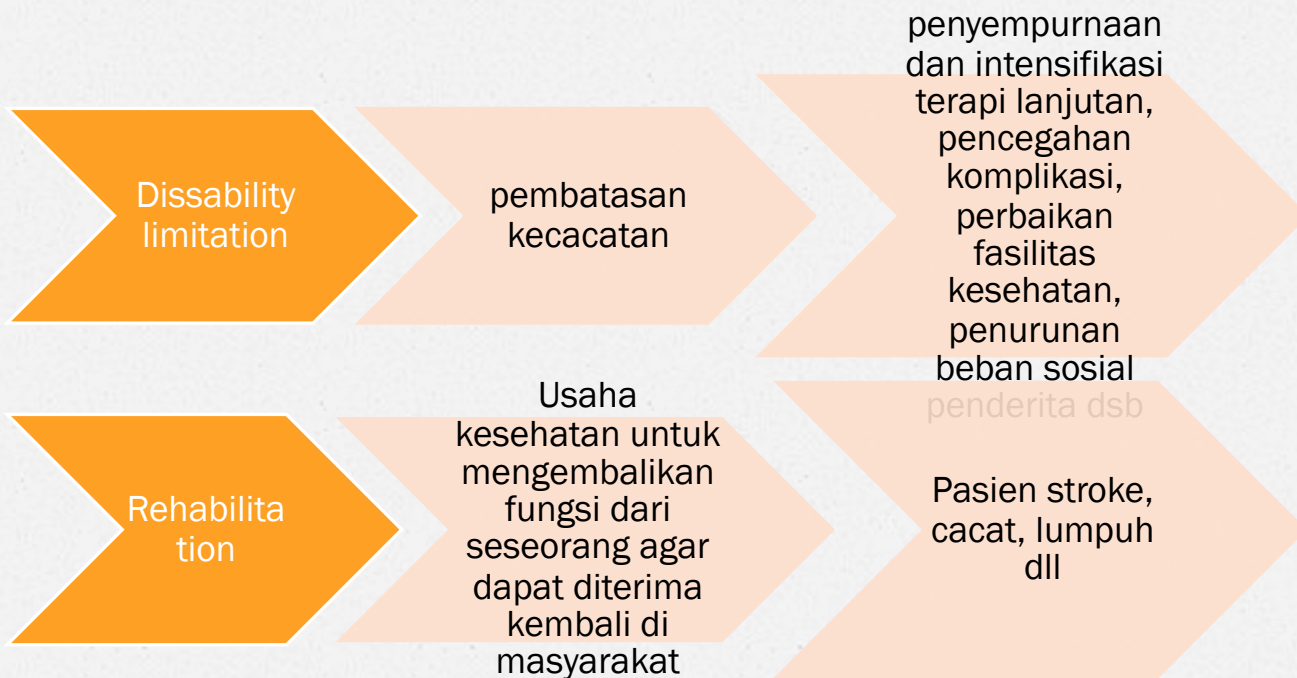 Dissability
limitation
pembatasan
kecacatan
penyempurnaan
dan intensifikasi
terapi lanjutan,
pencegahan
komplikasi,
perbaikan
fasilitas
kesehatan,
penurunan
beban sosial
penderita dsb
Rehabilita
tion
Usaha
kesehatan untuk
mengembalikan
fungsi dari
seseorang agar
dapat diterima
kembali di
masyarakat
Pasien stroke,
cacat, lumpuh
dll